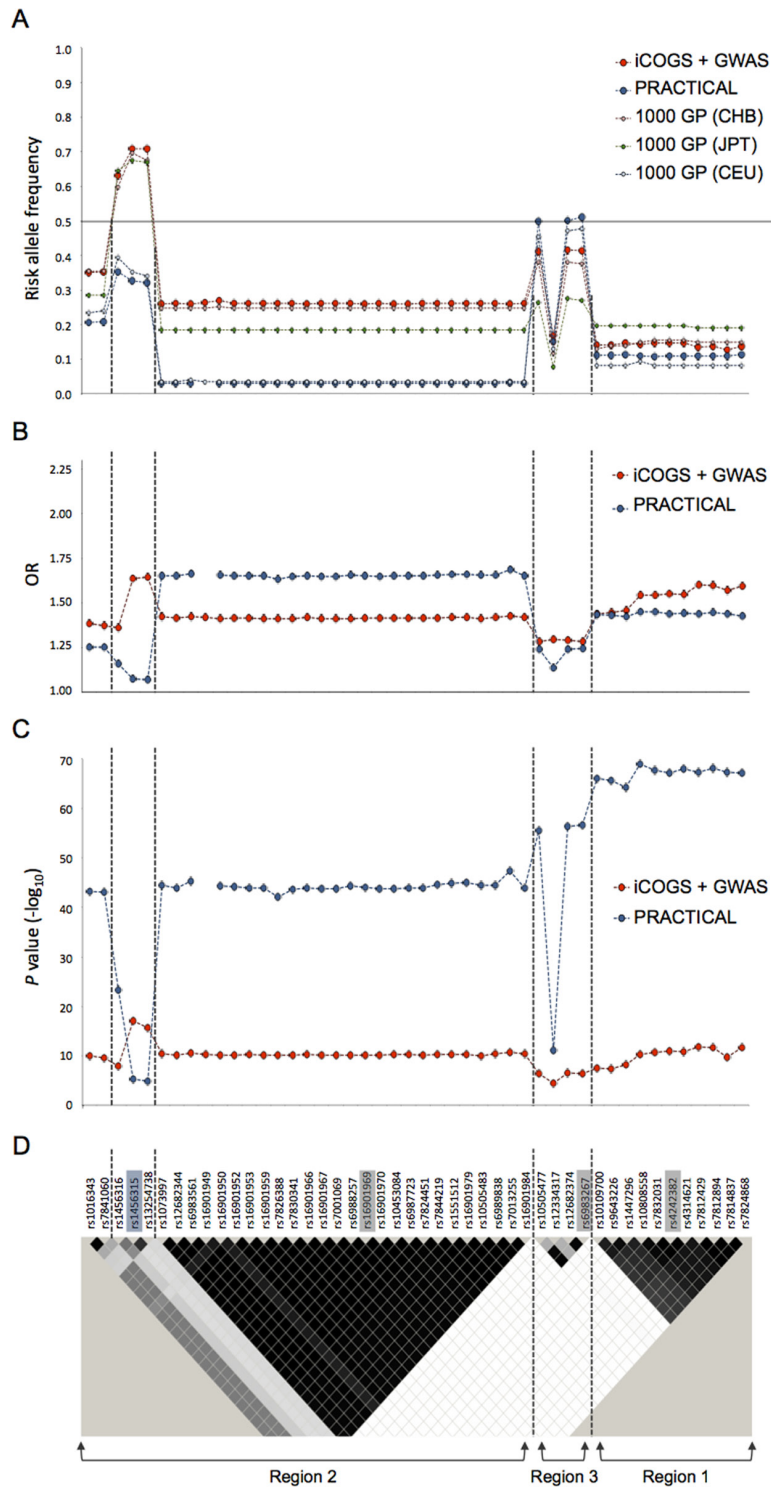 A
1.0
0.9
0.8
0.7
0.6
0.5
0.4
0.3
0.2
0.1
0.0
Risk allele frequency
iCOGS + GWAS
PRACTICAL
1000 GP (CHB)
1000 GP (JPT)
1000 GP (CEU)
B
2.25
2.00
1.75
1.50
1.25
1.00
OR
iCOGS + GWAS
PRACTICAL
C
70
60
50
40
30
20
10
0
P value (-log10)
iCOGS + GWAS
PRACTICAL
D
rs1016343
rs7841060
rs1456316
rs1456315
rs13254738
rs1073997
rs12682344
rs6983561
rs16901949
rs16901950
rs16901952
rs16901953
rs16901959
rs7826388
rs7830341
rs16901966
rs16901967
rs7001069
rs6988257
rs16901969
rs16901970
rs10453084
rs6987723
rs7824451
rs7844219
rs1551512
rs16901979
rs10505483
rs6989838
rs7013255
rs16901984
rs10505477
rs12334317
rs12682374
rs6983267
rs10109700
rs9643226
rs1447296
rs10808558
rs7832031
rs4242382
rs4314621
rs7812429
rs7812894
rs7814837
rs7824868
Region 2
Region 3
Region 1